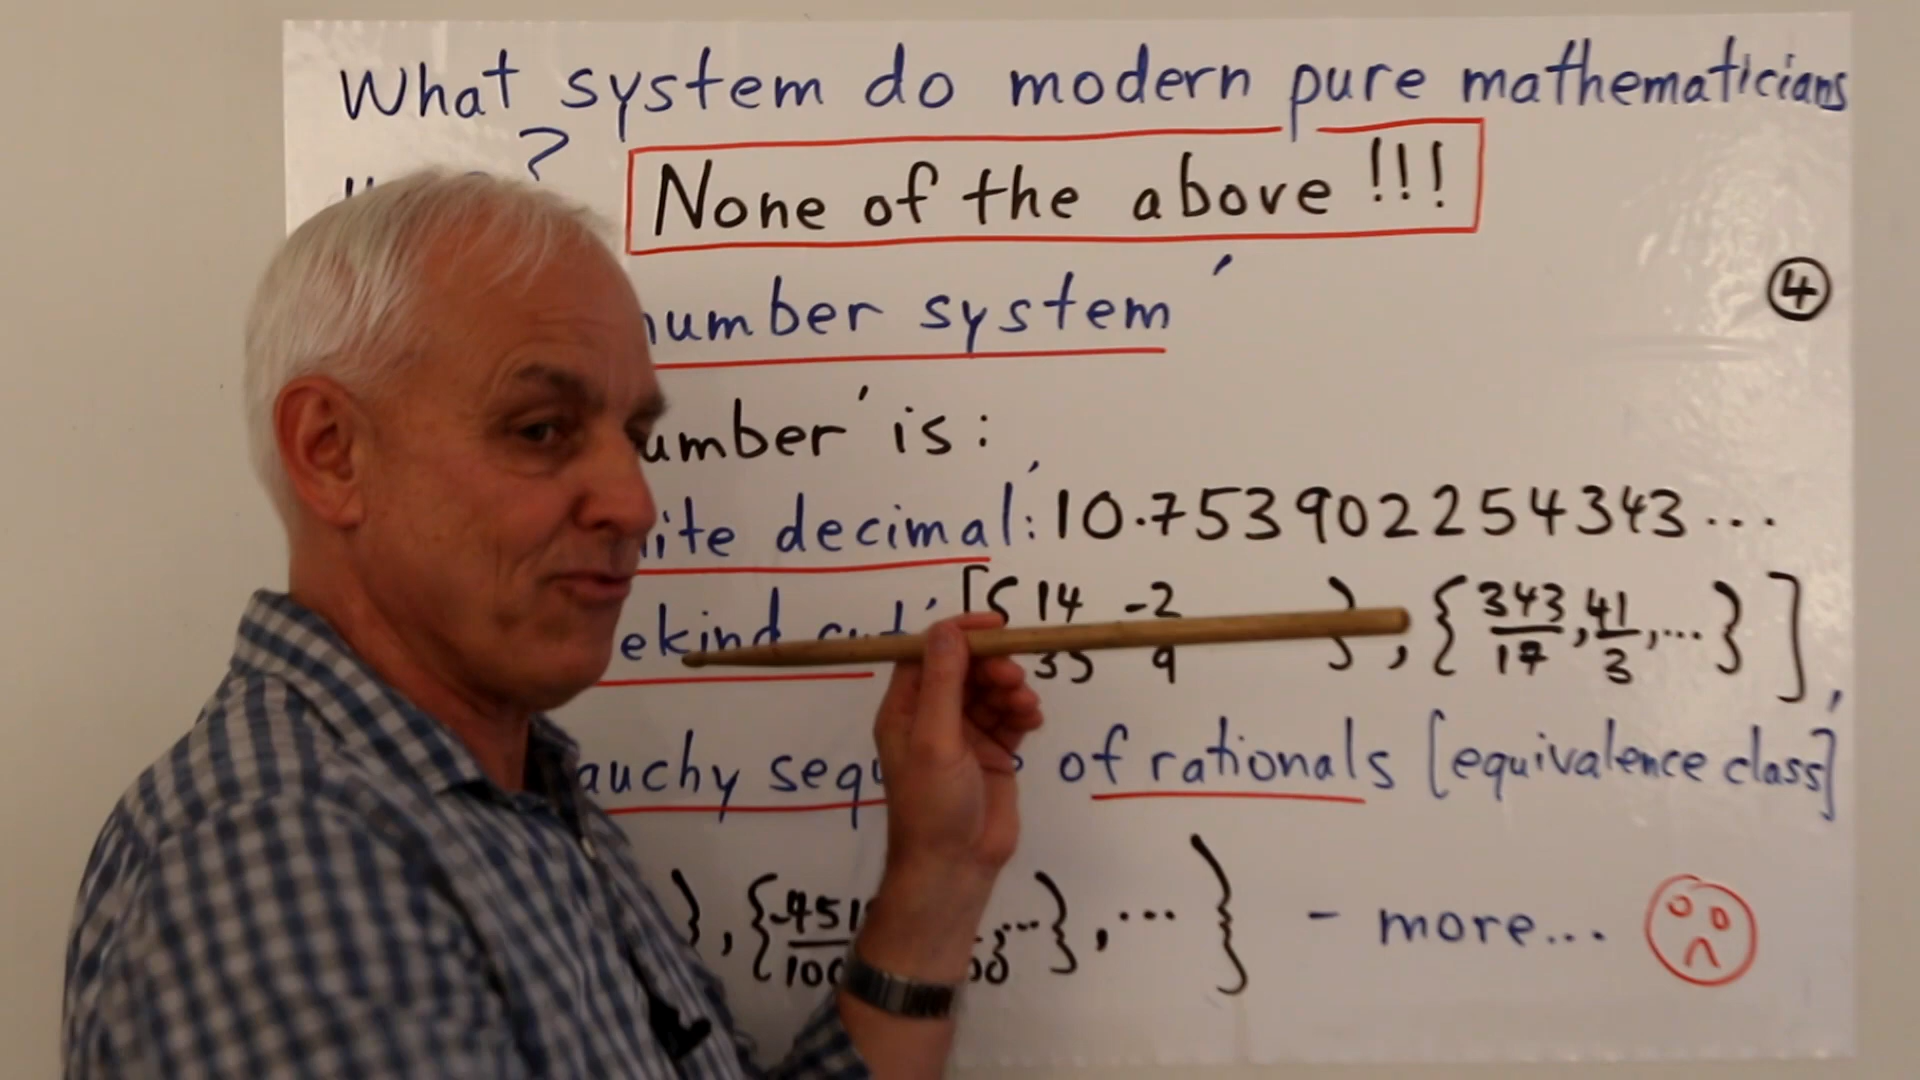 What system do modern pure mathematicians
?
None of the above !!!
number system'
④
umber' is:
ite decimal:' 10.753902254343...
ekind cut' [{ 14/35 -2/9 }, { 343/17, 41/3, ... } ],
auchy sequ of rationals [equivalence class]
}, { 100 ... }, ... } - more...